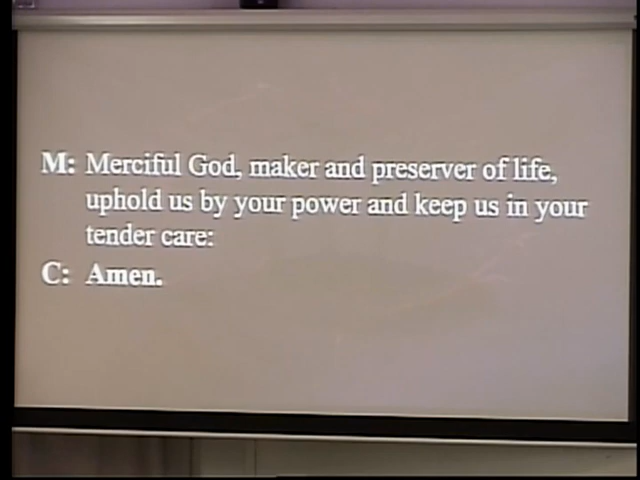 M: Merciful God, maker and preserver of life,
uphold us by your power and keep us in your
tender care:
C: Amen.